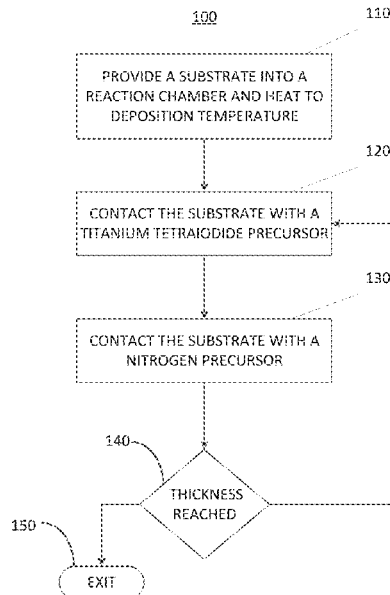 100
110
PROVIDE A SUBSTRATE INTO A
REACTION CHAMBER AND HEAT TO
DEPOSITION TEMPERATURE
120
CONTACT THE SUBSTRATE WITH A
TITANIUM TETRAIODIDE PRECURSOR
130
CONTACT THE SUBSTRATE WITH A
NITROGEN PRECURSOR
140
THICKNESS
REACHED
150
EXIT